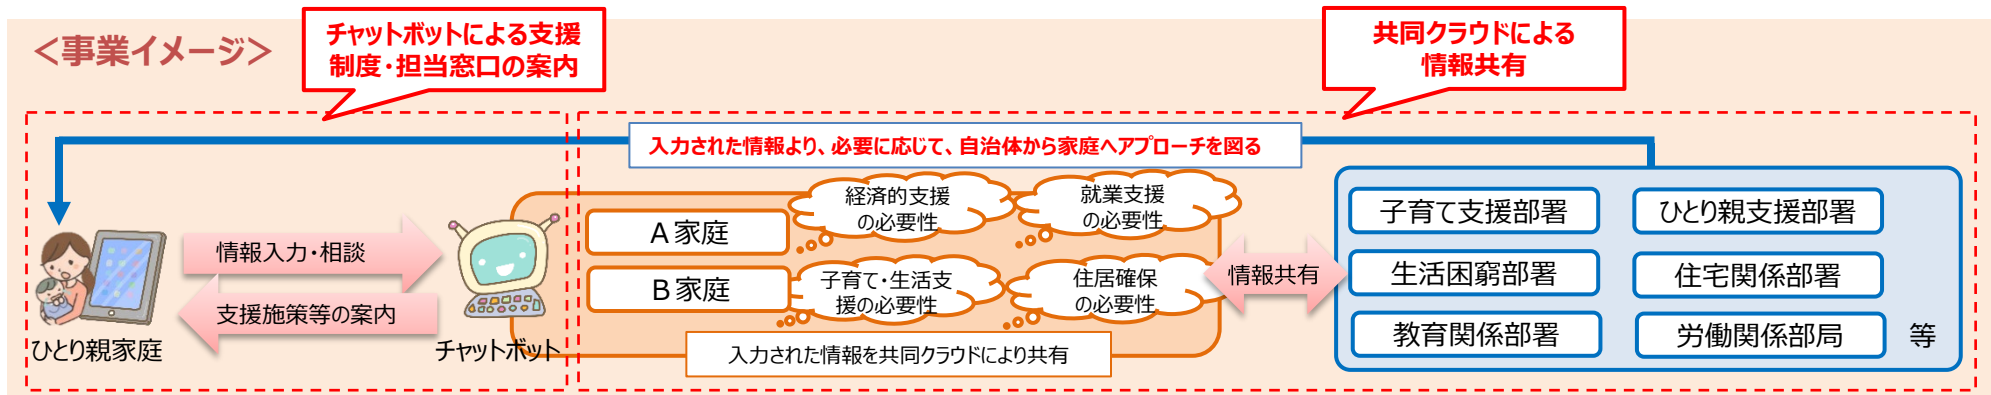 ＜事業イメージ＞
チャットボットによる支援
制度・担当窓口の案内
共同クラウドによる
情報共有
入力された情報より、必要に応じて、自治体から家庭へアプローチを図る
情報入力・相談
支援施策等の案内
ひとり親家庭
チャットボット
A家庭
経済的支援
の必要性
就業支援
の必要性
B家庭
子育て・生活支
援の必要性
住居確保
の必要性
入力された情報を共同クラウドにより共有
情報共有
子育て支援部署
ひとり親支援部署
生活困窮部署
住宅関係部署
教育関係部署
労働関係部局
等